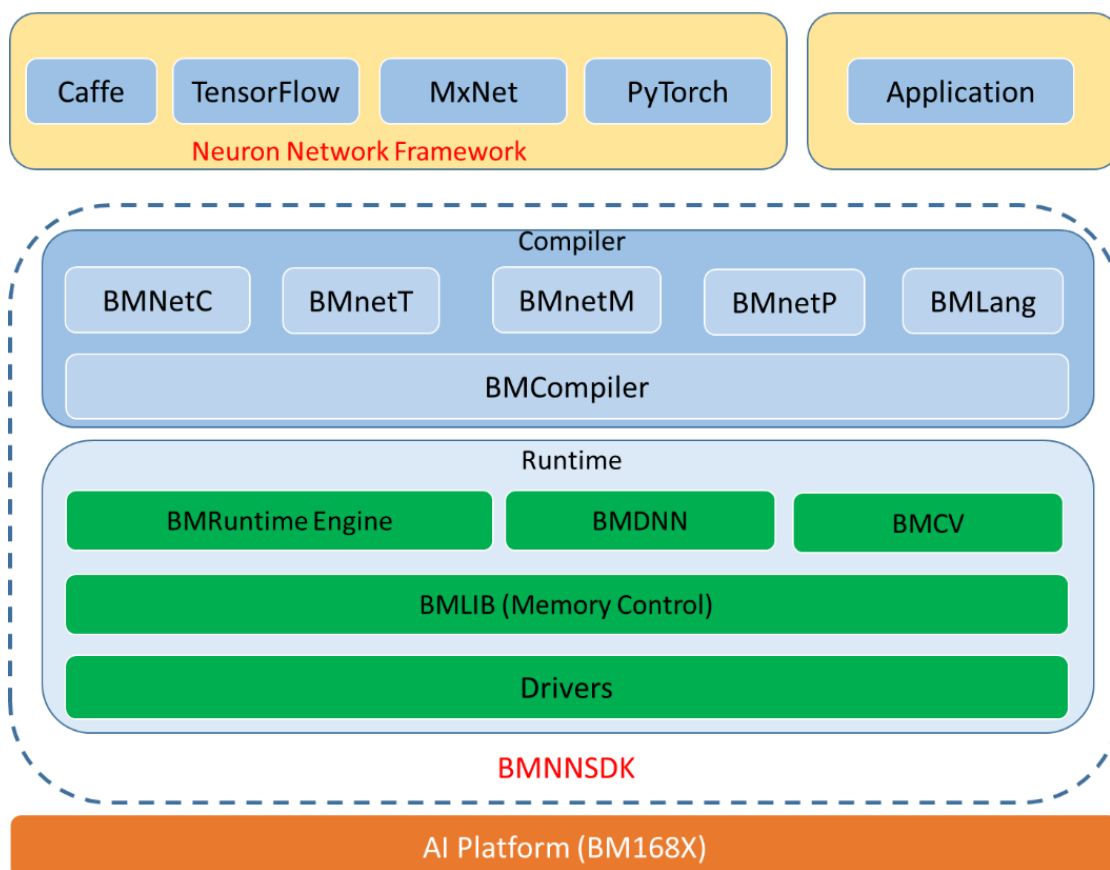 Caffe
TensorFlow
MxNet
PyTorch
Application
Neuron Network Framework
Compiler
BMNetC
BMnetT
BMnetM
BMnetP
BMLang
BMCompiler
Runtime
BMRuntime Engine
BMDNN
BMCV
BMLIB (Memory Control)
Drivers
BMNNSDK
AI Platform (BM168X)